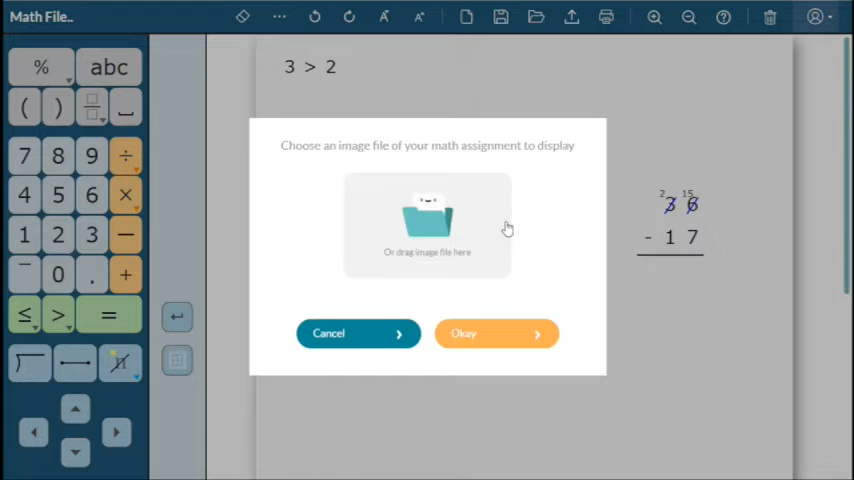 Math File..
... A A
% abc
3 > 2
( )
Choose an image file of your math assignment to display
7 8 9 ÷
4 5 6 ×
2 15
3 6
1 2 3 −
- 1 7
Or drag image file here
0 . +
≤ > =
Cancel
Okay